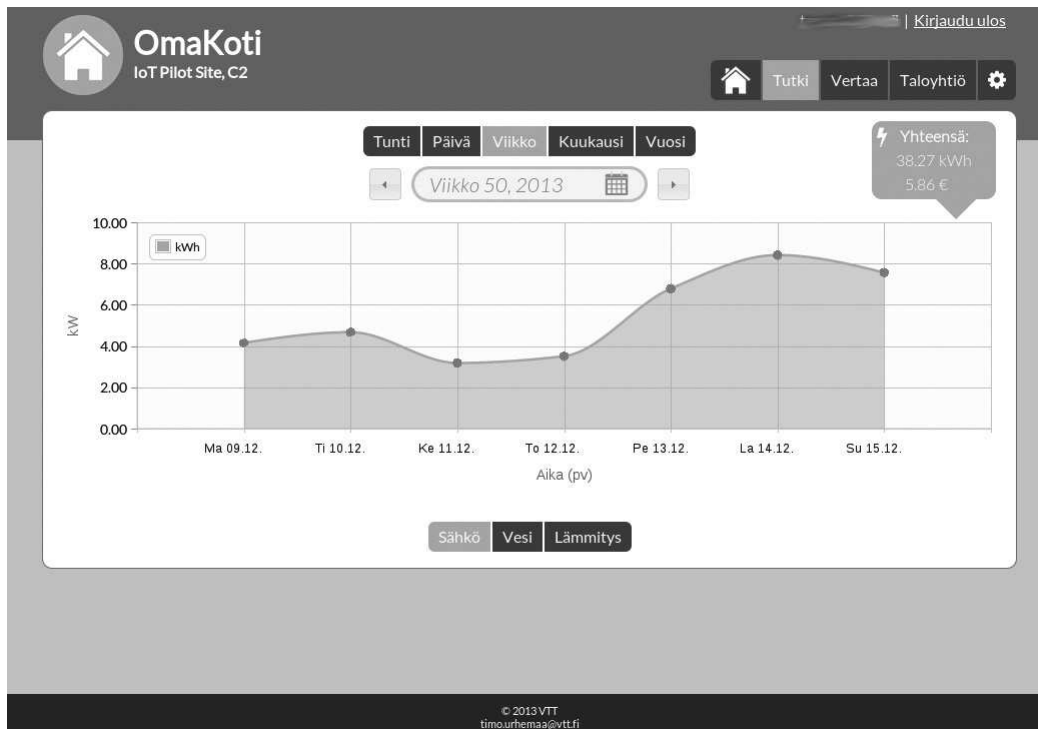 | Kirjaudu ulos
OmaKoti
IoT Pilot Site, C2
Tutki Vertaa Taloyhtiö
Tunti Päivä Viikko Kuukausi Vuosi
Viikko 50, 2013
Yhteensä:
38.27 kWh
5.86 €
10.00
kWh
8.00
6.00
kW
4.00
2.00
0.00
Ma 09.12. Ti 10.12. Ke 11.12. To 12.12. Pe 13.12. La 14.12. Su 15.12.
Aika (pv)
Sähkö Vesi Lämmitys
© 2013 VTT
timo.urhemaa@vtt.fi